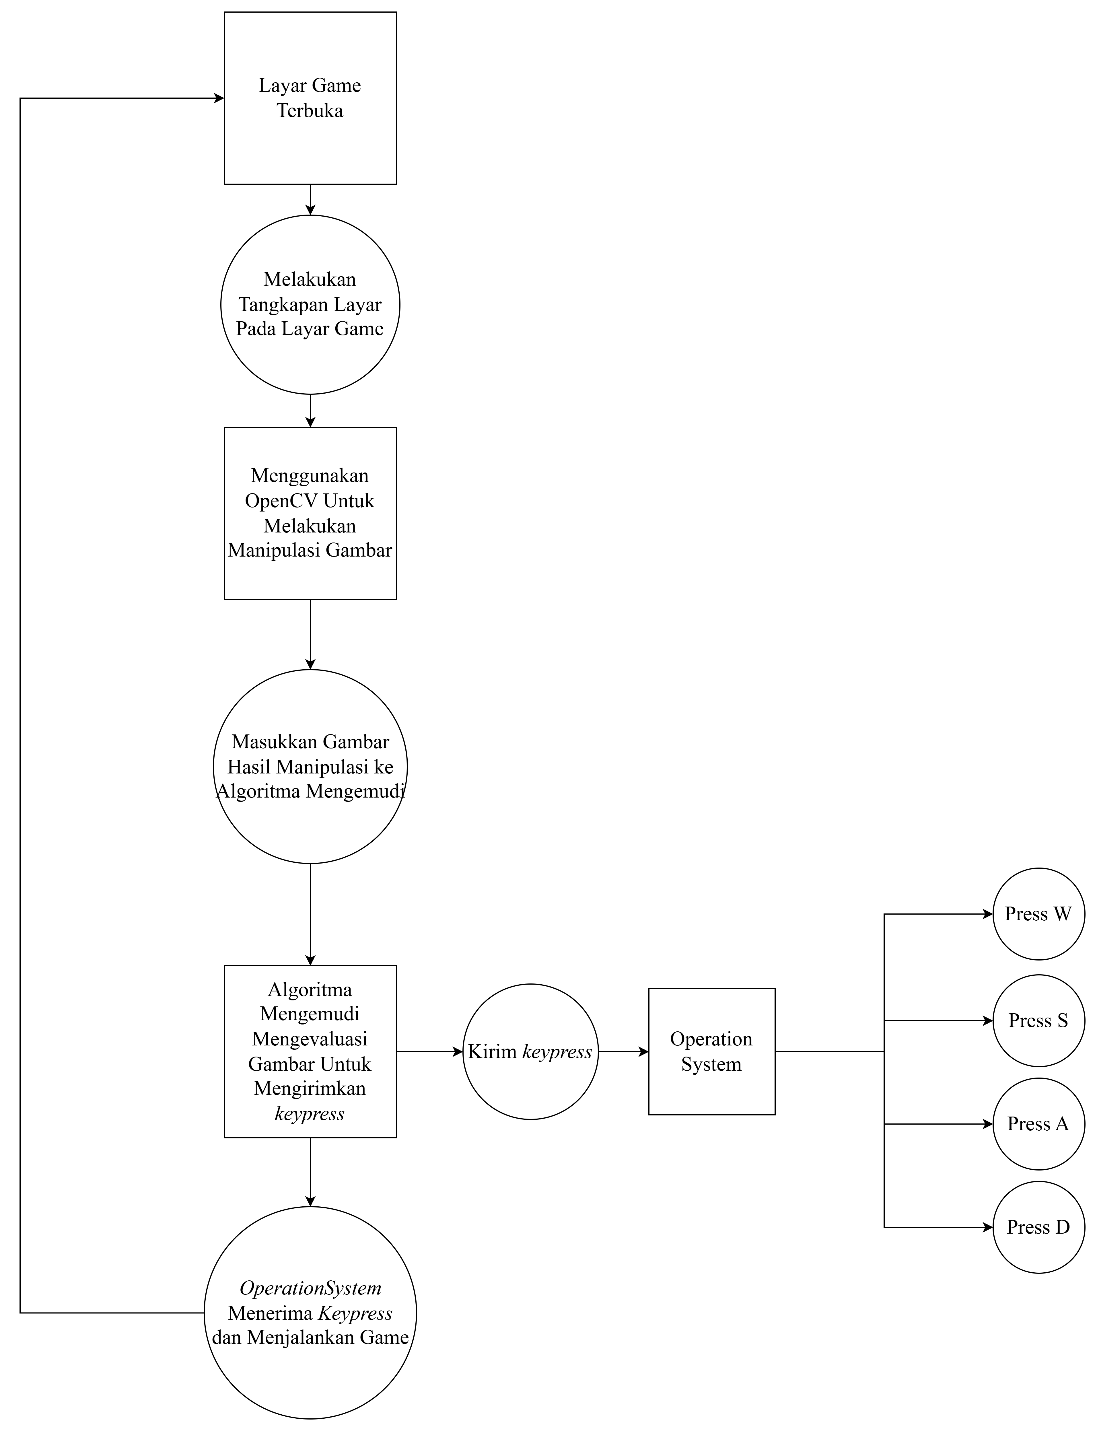 Layar Game
Terbuka
Melakukan
Tangkapan Layar
Pada Layar Game
Menggunakan
OpenCV Untuk
Melakukan
Manipulasi Gambar
Masukkan Gambar
Hasil Manipulasi ke
Algoritma Mengemudi
Algoritma
Mengemudi
Mengevaluasi
Gambar Untuk
Mengirimkan
keypress
Kirim keypress
Operation
System
Press W
Press S
Press A
Press D
OperationSystem
Menerima Keypress
dan Menjalankan Game